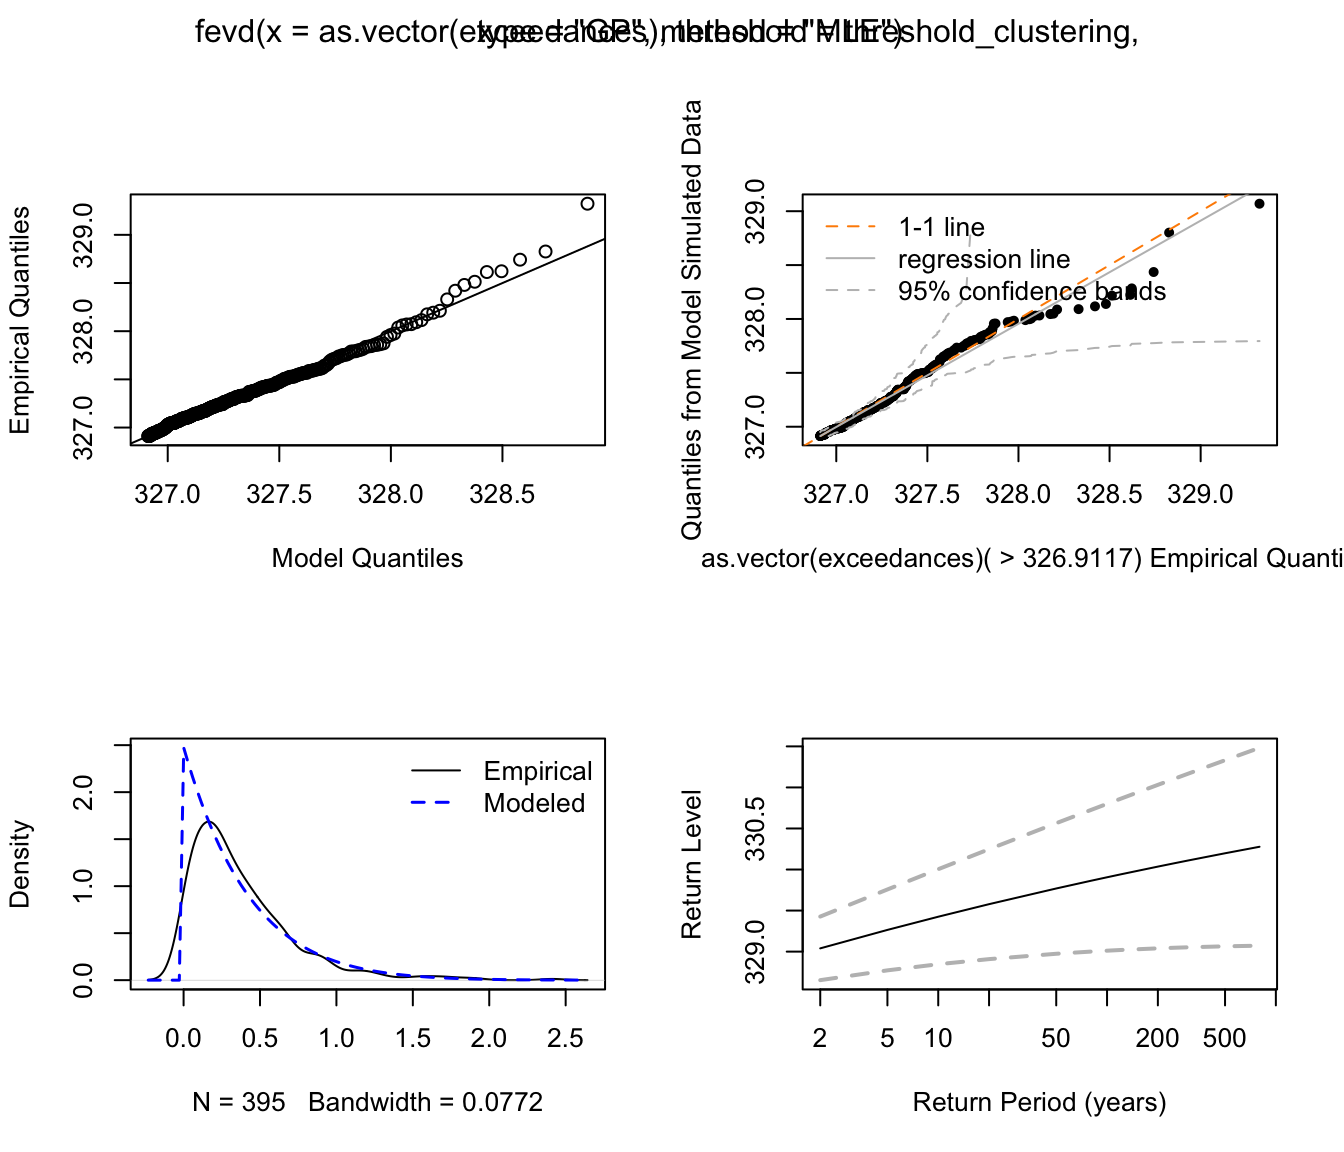 fevd(x = as.vector(exceedances), threshold = threshold_clustering,
type = "GP", method = "MLE")
Empirical Quantiles
327.0 328.0 329.0
327.0 327.5 328.0 328.5
Model Quantiles
Quantiles from Model Simulated Data
327.0 328.0 329.0
1-1 line
regression line
95% confidence bands
327.0 327.5 328.0 328.5 329.0
as.vector(exceedances)( > 326.9117) Empirical Quanti
Density
0.0 1.0 2.0
Empirical
Modeled
0.0 0.5 1.0 1.5 2.0 2.5
N = 395 Bandwidth = 0.0772
Return Level
329.0 330.5
2 5 10 50 200 500
Return Period (years)